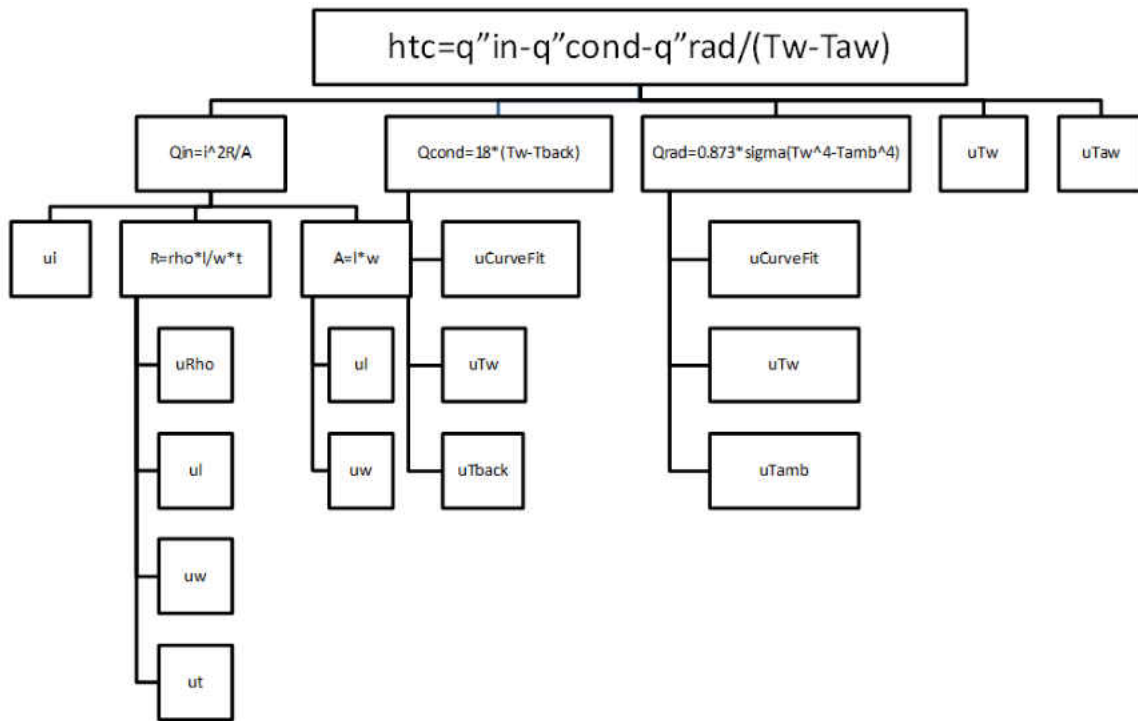 htc=q”in-q”cond-q”rad/(Tw-Taw)
Qin=i^2R/A
Qcond=18*(Tw-Tback)
Qrad=0.873*sigma(Tw^4-Tamb^4)
uTw
uTaw
ui
R=rho*l/w*t
A=l*w
uCurveFit
uCurveFit
uRho
ul
uTw
uTw
ul
uw
uTback
uTamb
uw
ut